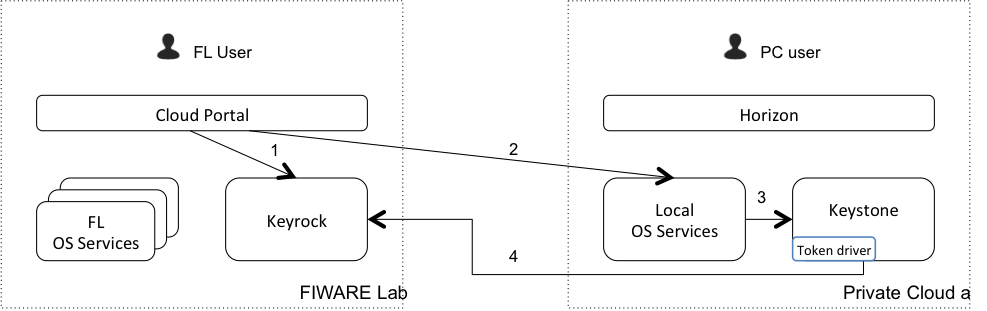 FL User
PC user
Cloud Portal
Horizon
1
2
FL
OS Services
Keyrock
Local
OS Services
3
Keystone
Token driver
4
FIWARE Lab
Private Cloud a